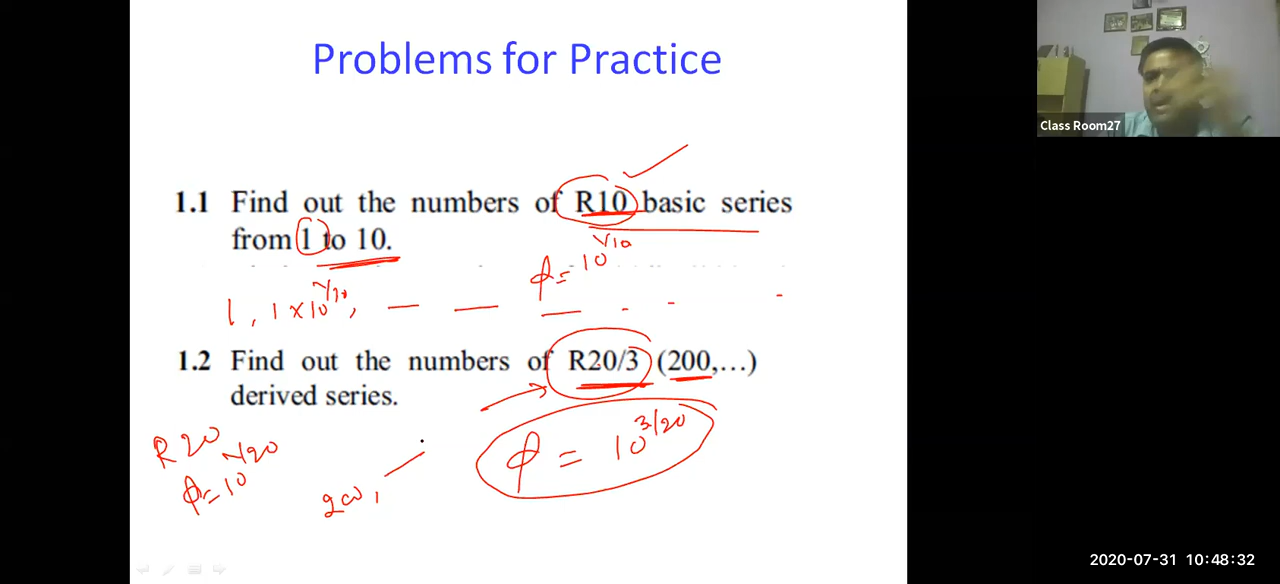 Problems for Practice
Class Room27
1.1 Find out the numbers of R10 basic series
from 1 to 10.
ϕ = 10^1/10
1, 1 × 10^1/10, — — — - - -
1.2 Find out the numbers of R20/3 (200,...)
derived series.
R20
ϕ = 10^1/20
ϕ = 10^3/20
200, —
2020-07-31 10:48:32